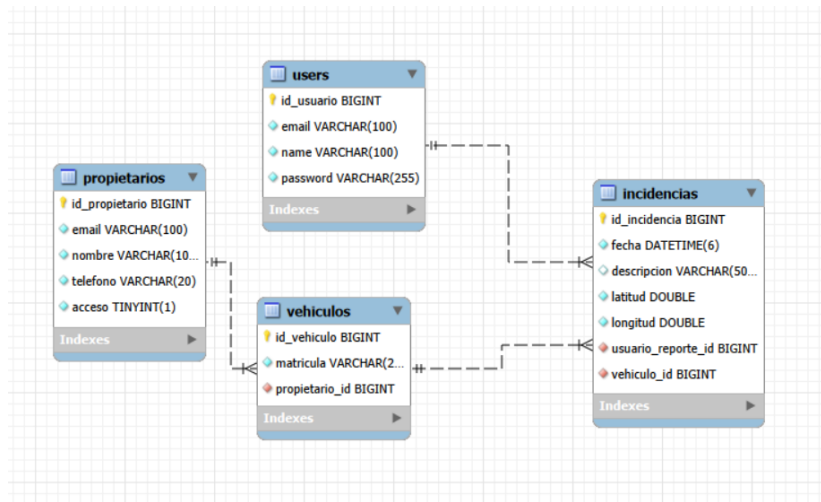 users
id_usuario BIGINT
email VARCHAR(100)
name VARCHAR(100)
password VARCHAR(255)
Indexes
propietarios
id_propietario BIGINT
email VARCHAR(100)
nombre VARCHAR(10...
telefono VARCHAR(20)
acceso TINYINT(1)
Indexes
vehiculos
id_vehiculo BIGINT
matricula VARCHAR(2...
propietario_id BIGINT
Indexes
incidencias
id_incidencia BIGINT
fecha DATETIME(6)
descripcion VARCHAR(50...
latitud DOUBLE
longitud DOUBLE
usuario_reporte_id BIGINT
vehiculo_id BIGINT
Indexes